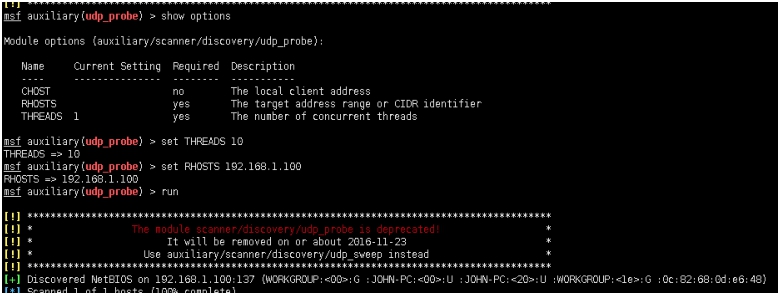 [!] ************************************************************************
msf auxiliary(udp_probe) > show options
Module options (auxiliary/scanner/discovery/udp_probe):
Name Current Setting Required Description
---- --------------- -------- -----------
CHOST no The local client address
RHOSTS yes The target address range or CIDR identifier
THREADS 1 yes The number of concurrent threads
msf auxiliary(udp_probe) > set THREADS 10
THREADS => 10
msf auxiliary(udp_probe) > set RHOSTS 192.168.1.100
RHOSTS => 192.168.1.100
msf auxiliary(udp_probe) > run
[!] ************************************************************************
[!] * The module scanner/discovery/udp_probe is deprecated! *
[!] * It will be removed on or about 2016-11-23 *
[!] * Use auxiliary/scanner/discovery/udp_sweep instead *
[!] ************************************************************************
[+] Discovered NetBIOS on 192.168.1.100:137 (WORKGROUP:<00>:G :JOHN-PC:<00>:U :JOHN-PC:<20>:U :WORKGROUP:<1e>:G :0c:82:68:0d:e6:48)
[*] Scanned 1 of 1 hosts (100% complete)